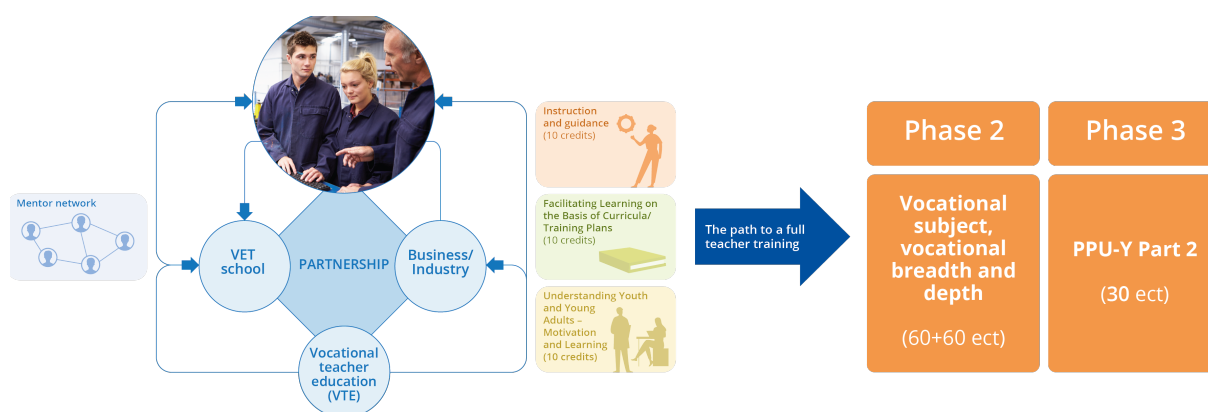 Mentor network
VET
school
PARTNERSHIP
Business/
Industry
Vocational
teacher
education
(VTE)
Instruction
and guidance
(10 credits)
Facilitating Learning on
the Basis of Curricula/
Training Plans
(10 credits)
Understanding Youth
and Young
Adults –
Motivation
and Learning
(10 credits)
The path to a full
teacher training
Phase 2
Vocational
subject,
vocational
breadth and
depth
(60+60 ect)
Phase 3
PPU-Y Part 2
(30 ect)